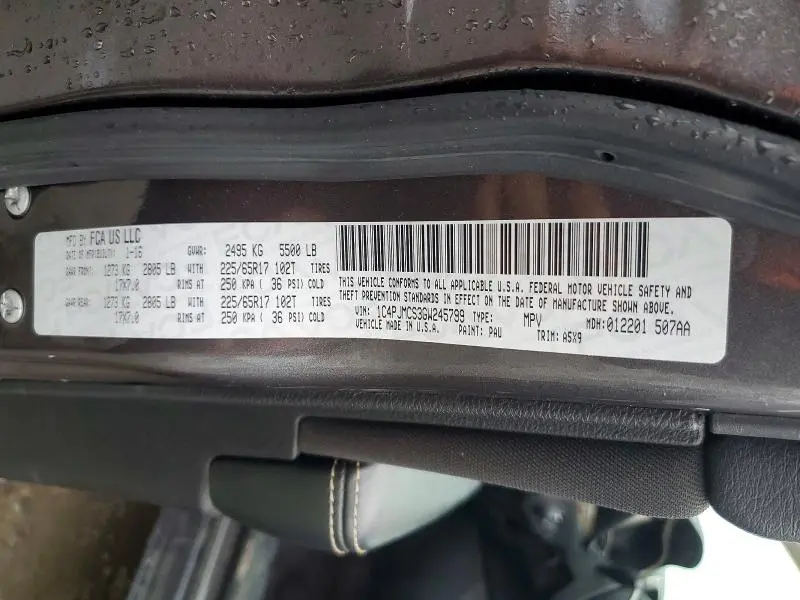 MFD BY FCA US LLC
DATE OF MFR(BUILD): 1-16 GVWR: 2495 KG 5500 LB
GAWR FRONT: 1273 KG 2805 LB WITH 225/65R17 102T TIRES
17X7.0 RIMS AT 250 KPA ( 36 PSI) COLD
GAWR REAR: 1273 KG 2805 LB WITH 225/65R17 102T TIRES
17X7.0 RIMS AT 250 KPA ( 36 PSI) COLD
THIS VEHICLE CONFORMS TO ALL APPLICABLE U.S.A. FEDERAL MOTOR VEHICLE SAFETY AND
THEFT PREVENTION STANDARDS IN EFFECT ON THE DATE OF MANUFACTURE SHOWN ABOVE.
VIN: 1C4PJMCS3GW245799 TYPE: MPV MDH:012201 507AA
VEHICLE MADE IN U.S.A. PAINT: PAU TRIM: A5X9